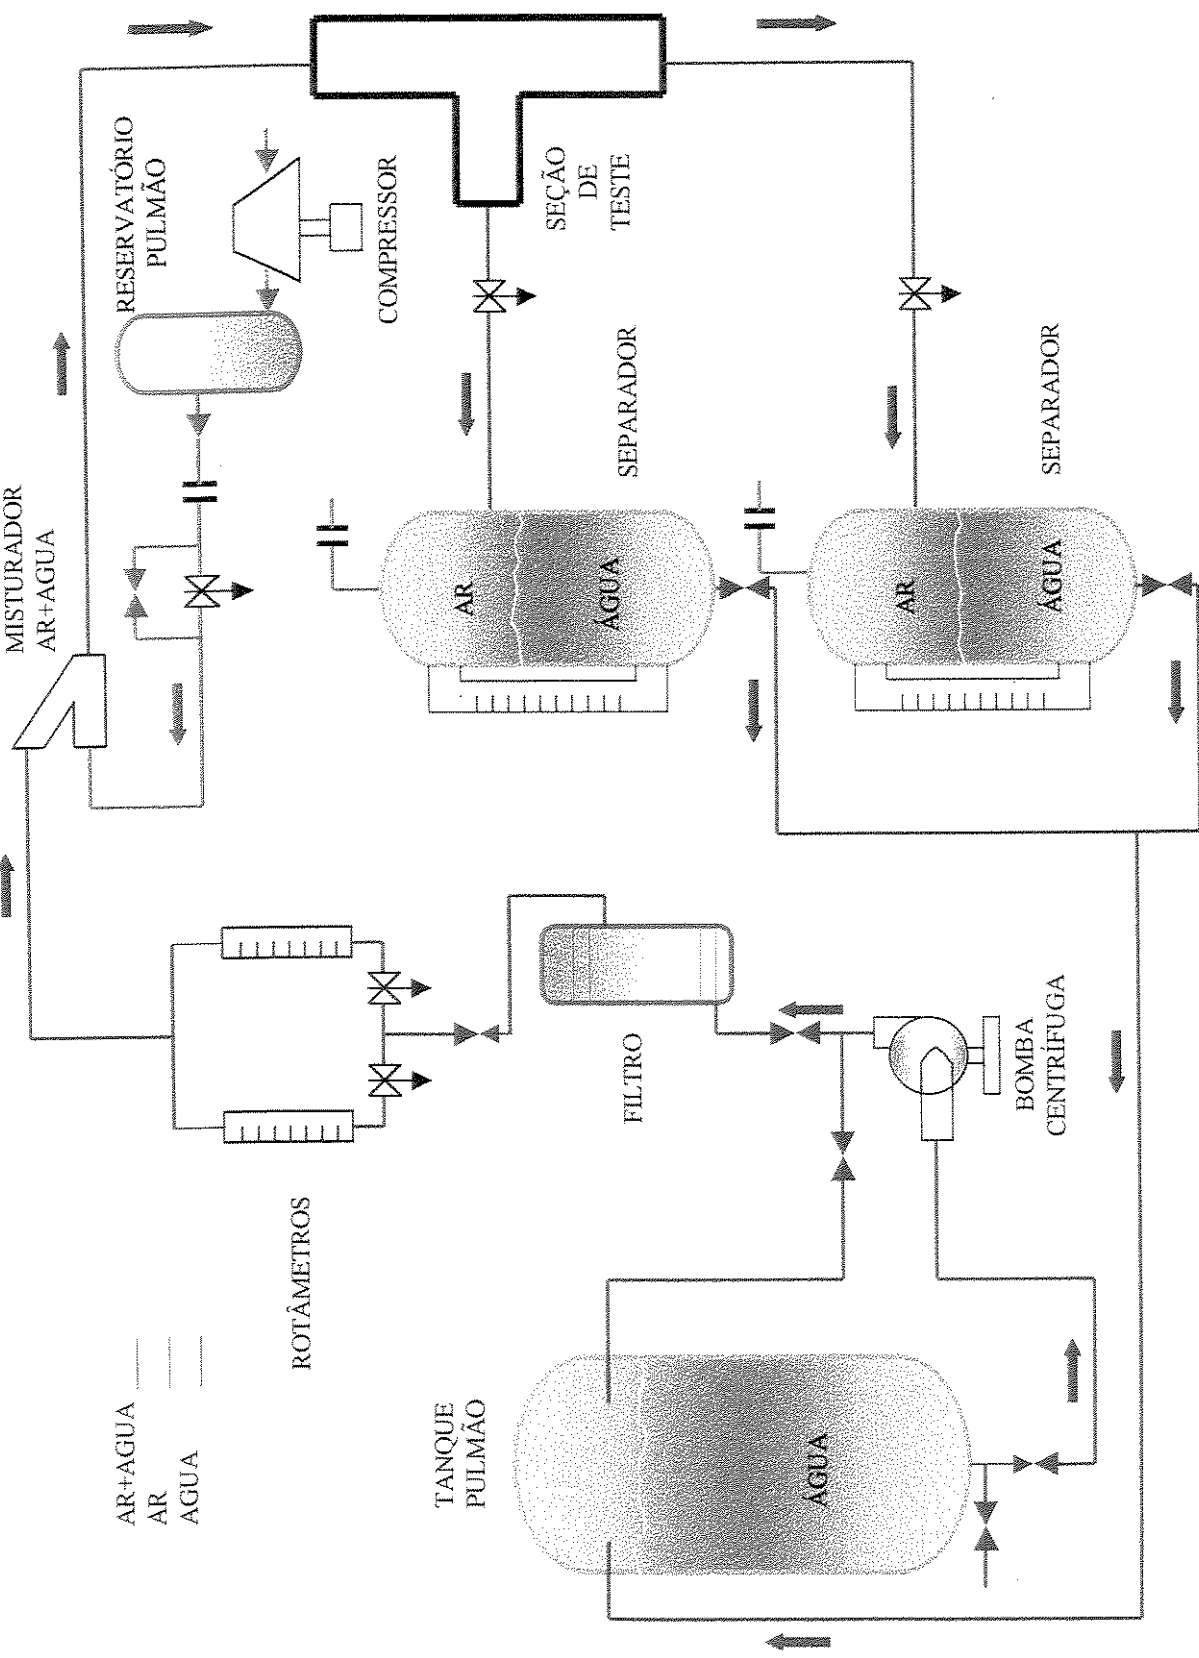 AR+AGUA
AR
AGUA
ROTÂMETROS
TANQUE
PULMÃO
ÁGUA
FILTRO
BOMBA
CENTRÍFUGA
MISTURADOR
AR+AGUA
RESERVATÓRIO
PULMÃO
COMPRESSOR
SEÇÃO
DE
TESTE
SEPARADOR
AR
ÁGUA
SEPARADOR
AR
ÁGUA